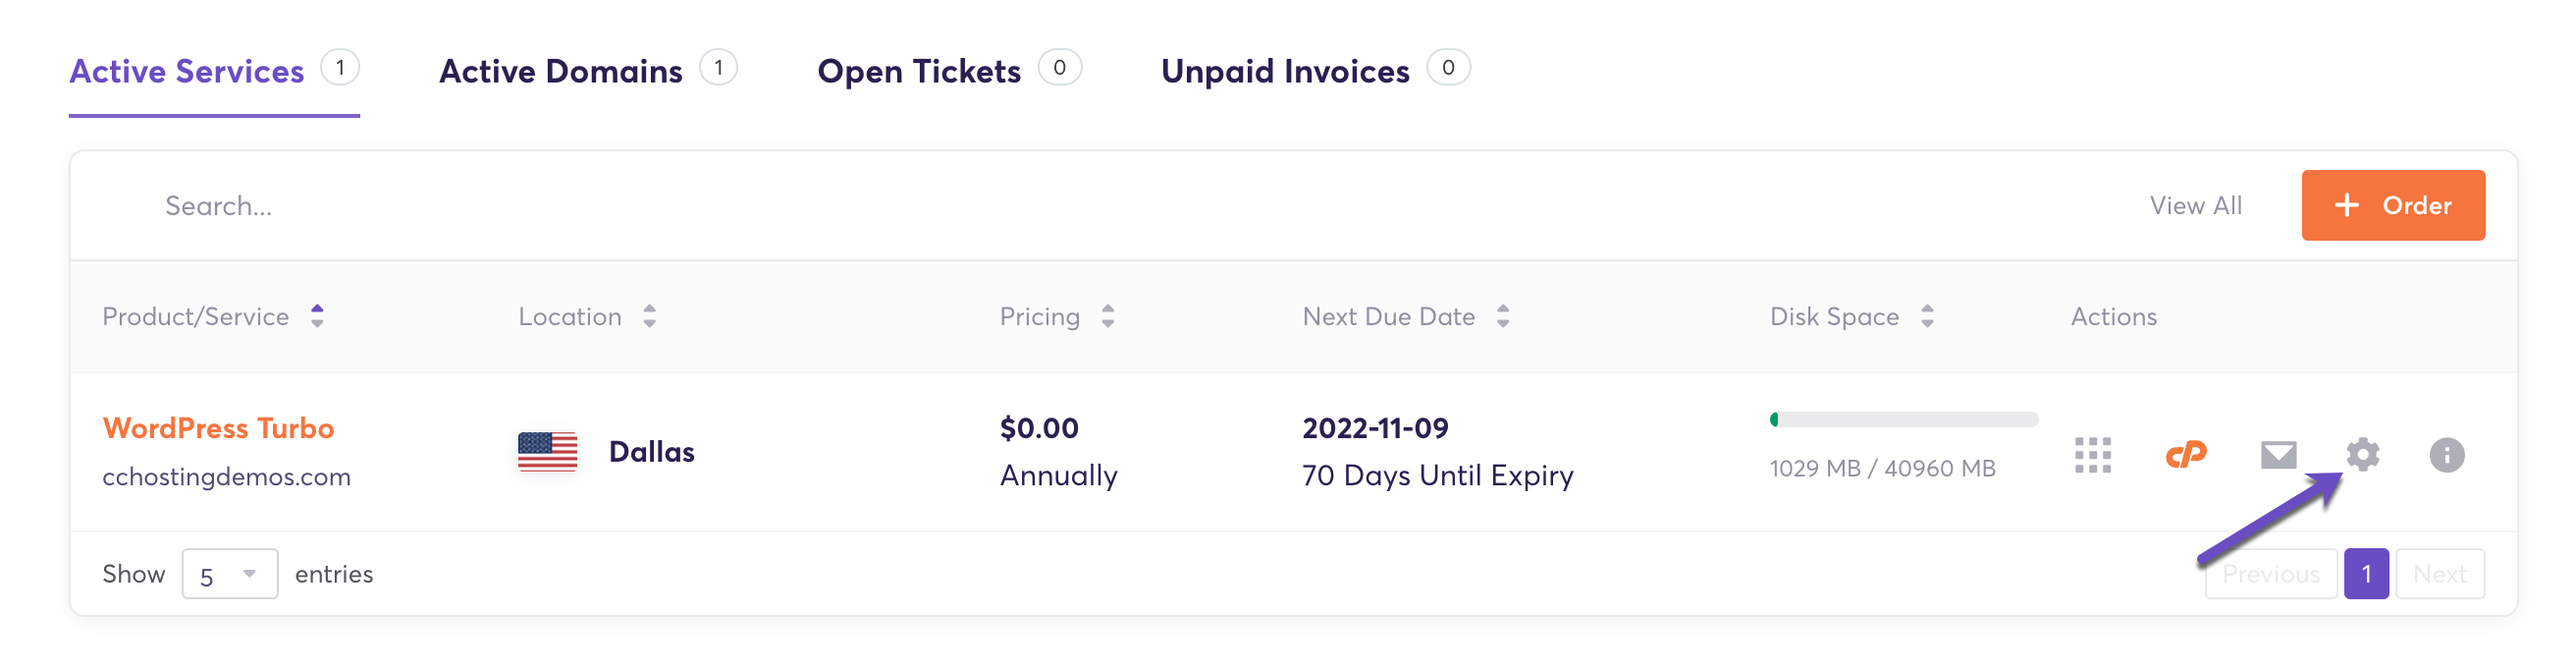 Active Services 1 Active Domains 1 Open Tickets 0 Unpaid Invoices 0
Search... View All + Order
Product/Service Location Pricing Next Due Date Disk Space Actions
WordPress Turbo $0.00 2022-11-09
Dallas cP
cchostingdemos.com Annually 70 Days Until Expiry 1029 MB / 40960 MB
Show 5 entries Previous 1 Next